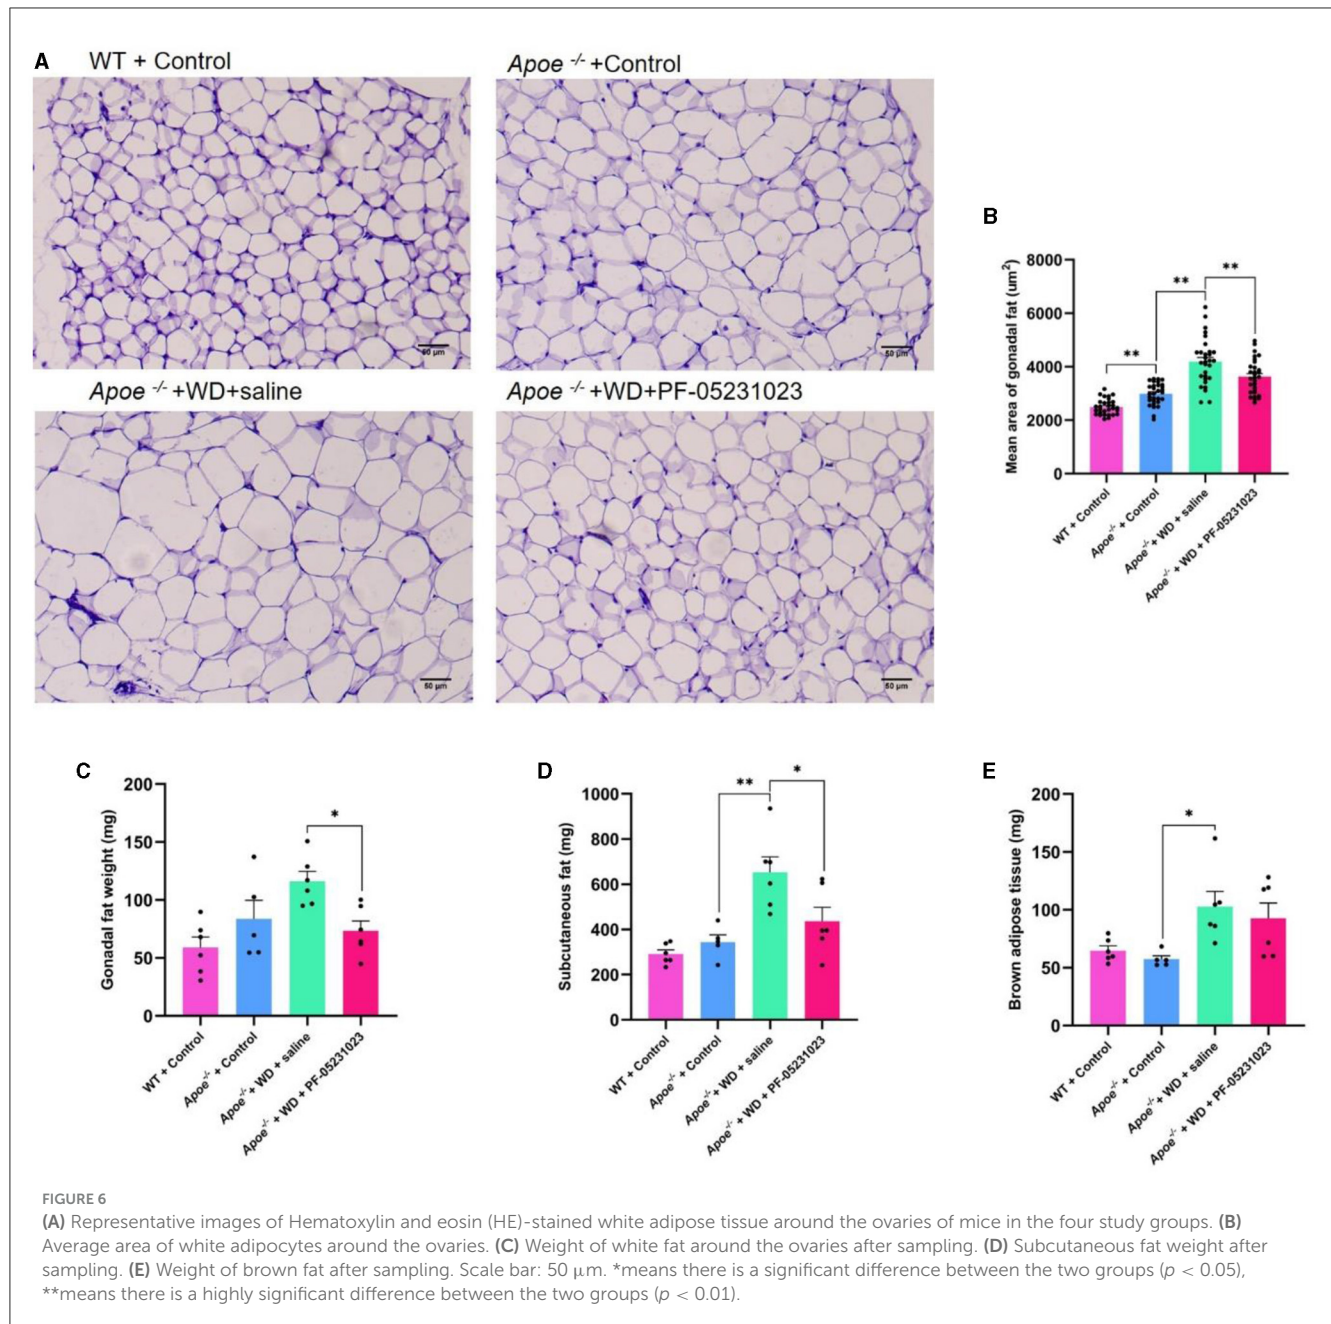 A
WT + Control
Apoe -/- +Control
50 μm
50 μm
Apoe -/- +WD+saline
Apoe -/- +WD+PF-05231023
50 μm
50 μm
B
Mean area of gonadal fat (um²)
8000
6000
4000
2000
0
**
**
**
WT + Control
Apoe-/- + Control
Apoe-/- + WD + saline
Apoe-/- + WD + PF-05231023
C
Gonadal fat weight (mg)
200
150
100
50
0
*
WT + Control
Apoe-/- + Control
Apoe-/- + WD + saline
Apoe-/- + WD + PF-05231023
D
Subcutaneous fat (mg)
1000
800
600
400
200
0
**
*
WT + Control
Apoe-/- + Control
Apoe-/- + WD + saline
Apoe-/- + WD + PF-05231023
E
Brown adipose tissue (mg)
200
150
100
50
0
*
WT + Control
Apoe-/- + Control
Apoe-/- + WD + saline
Apoe-/- + WD + PF-05231023
FIGURE 6
(A) Representative images of Hematoxylin and eosin (HE)-stained white adipose tissue around the ovaries of mice in the four study groups. (B)
Average area of white adipocytes around the ovaries. (C) Weight of white fat around the ovaries after sampling. (D) Subcutaneous fat weight after
sampling. (E) Weight of brown fat after sampling. Scale bar: 50 μm. *means there is a significant difference between the two groups (p < 0.05),
**means there is a highly significant difference between the two groups (p < 0.01).